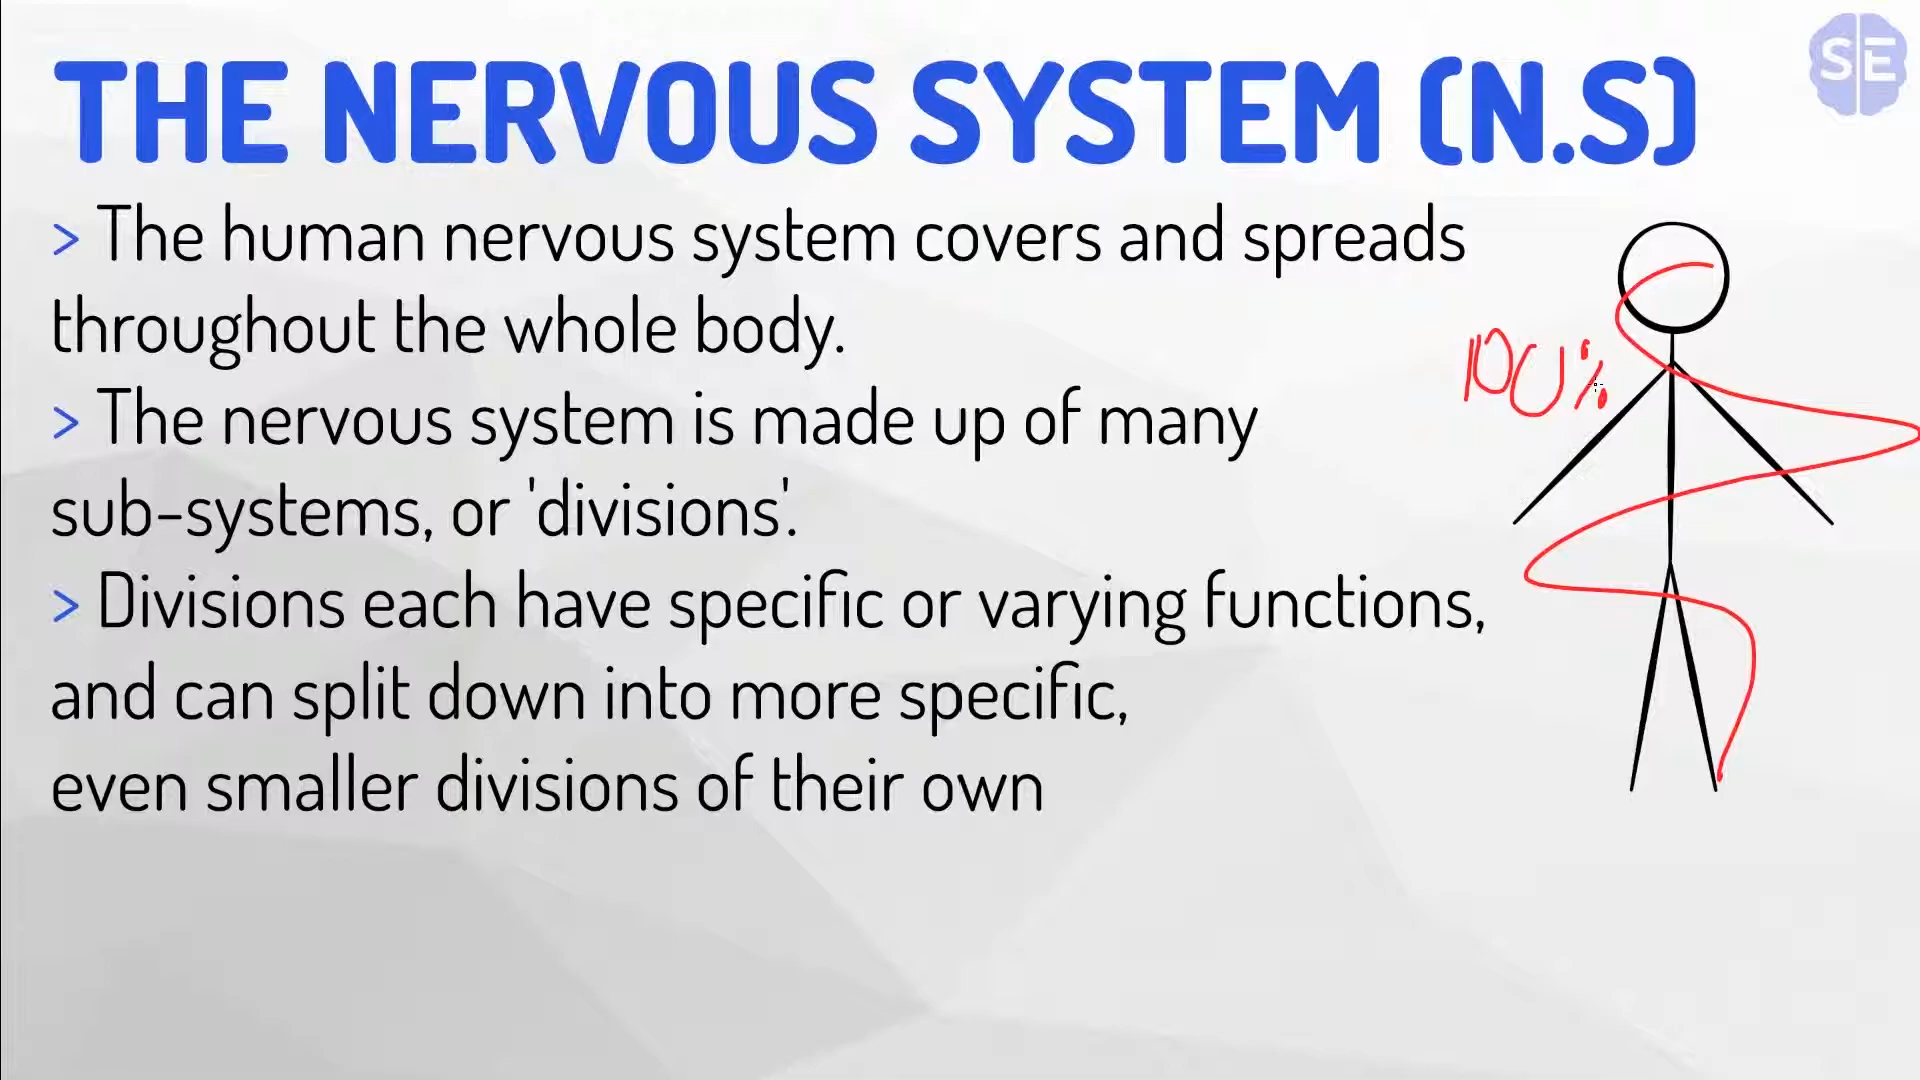 SE
THE NERVOUS SYSTEM (N.S)
> The human nervous system covers and spreads
throughout the whole body.
100%
> The nervous system is made up of many
sub-systems, or 'divisions'.
> Divisions each have specific or varying functions,
and can split down into more specific,
even smaller divisions of their own